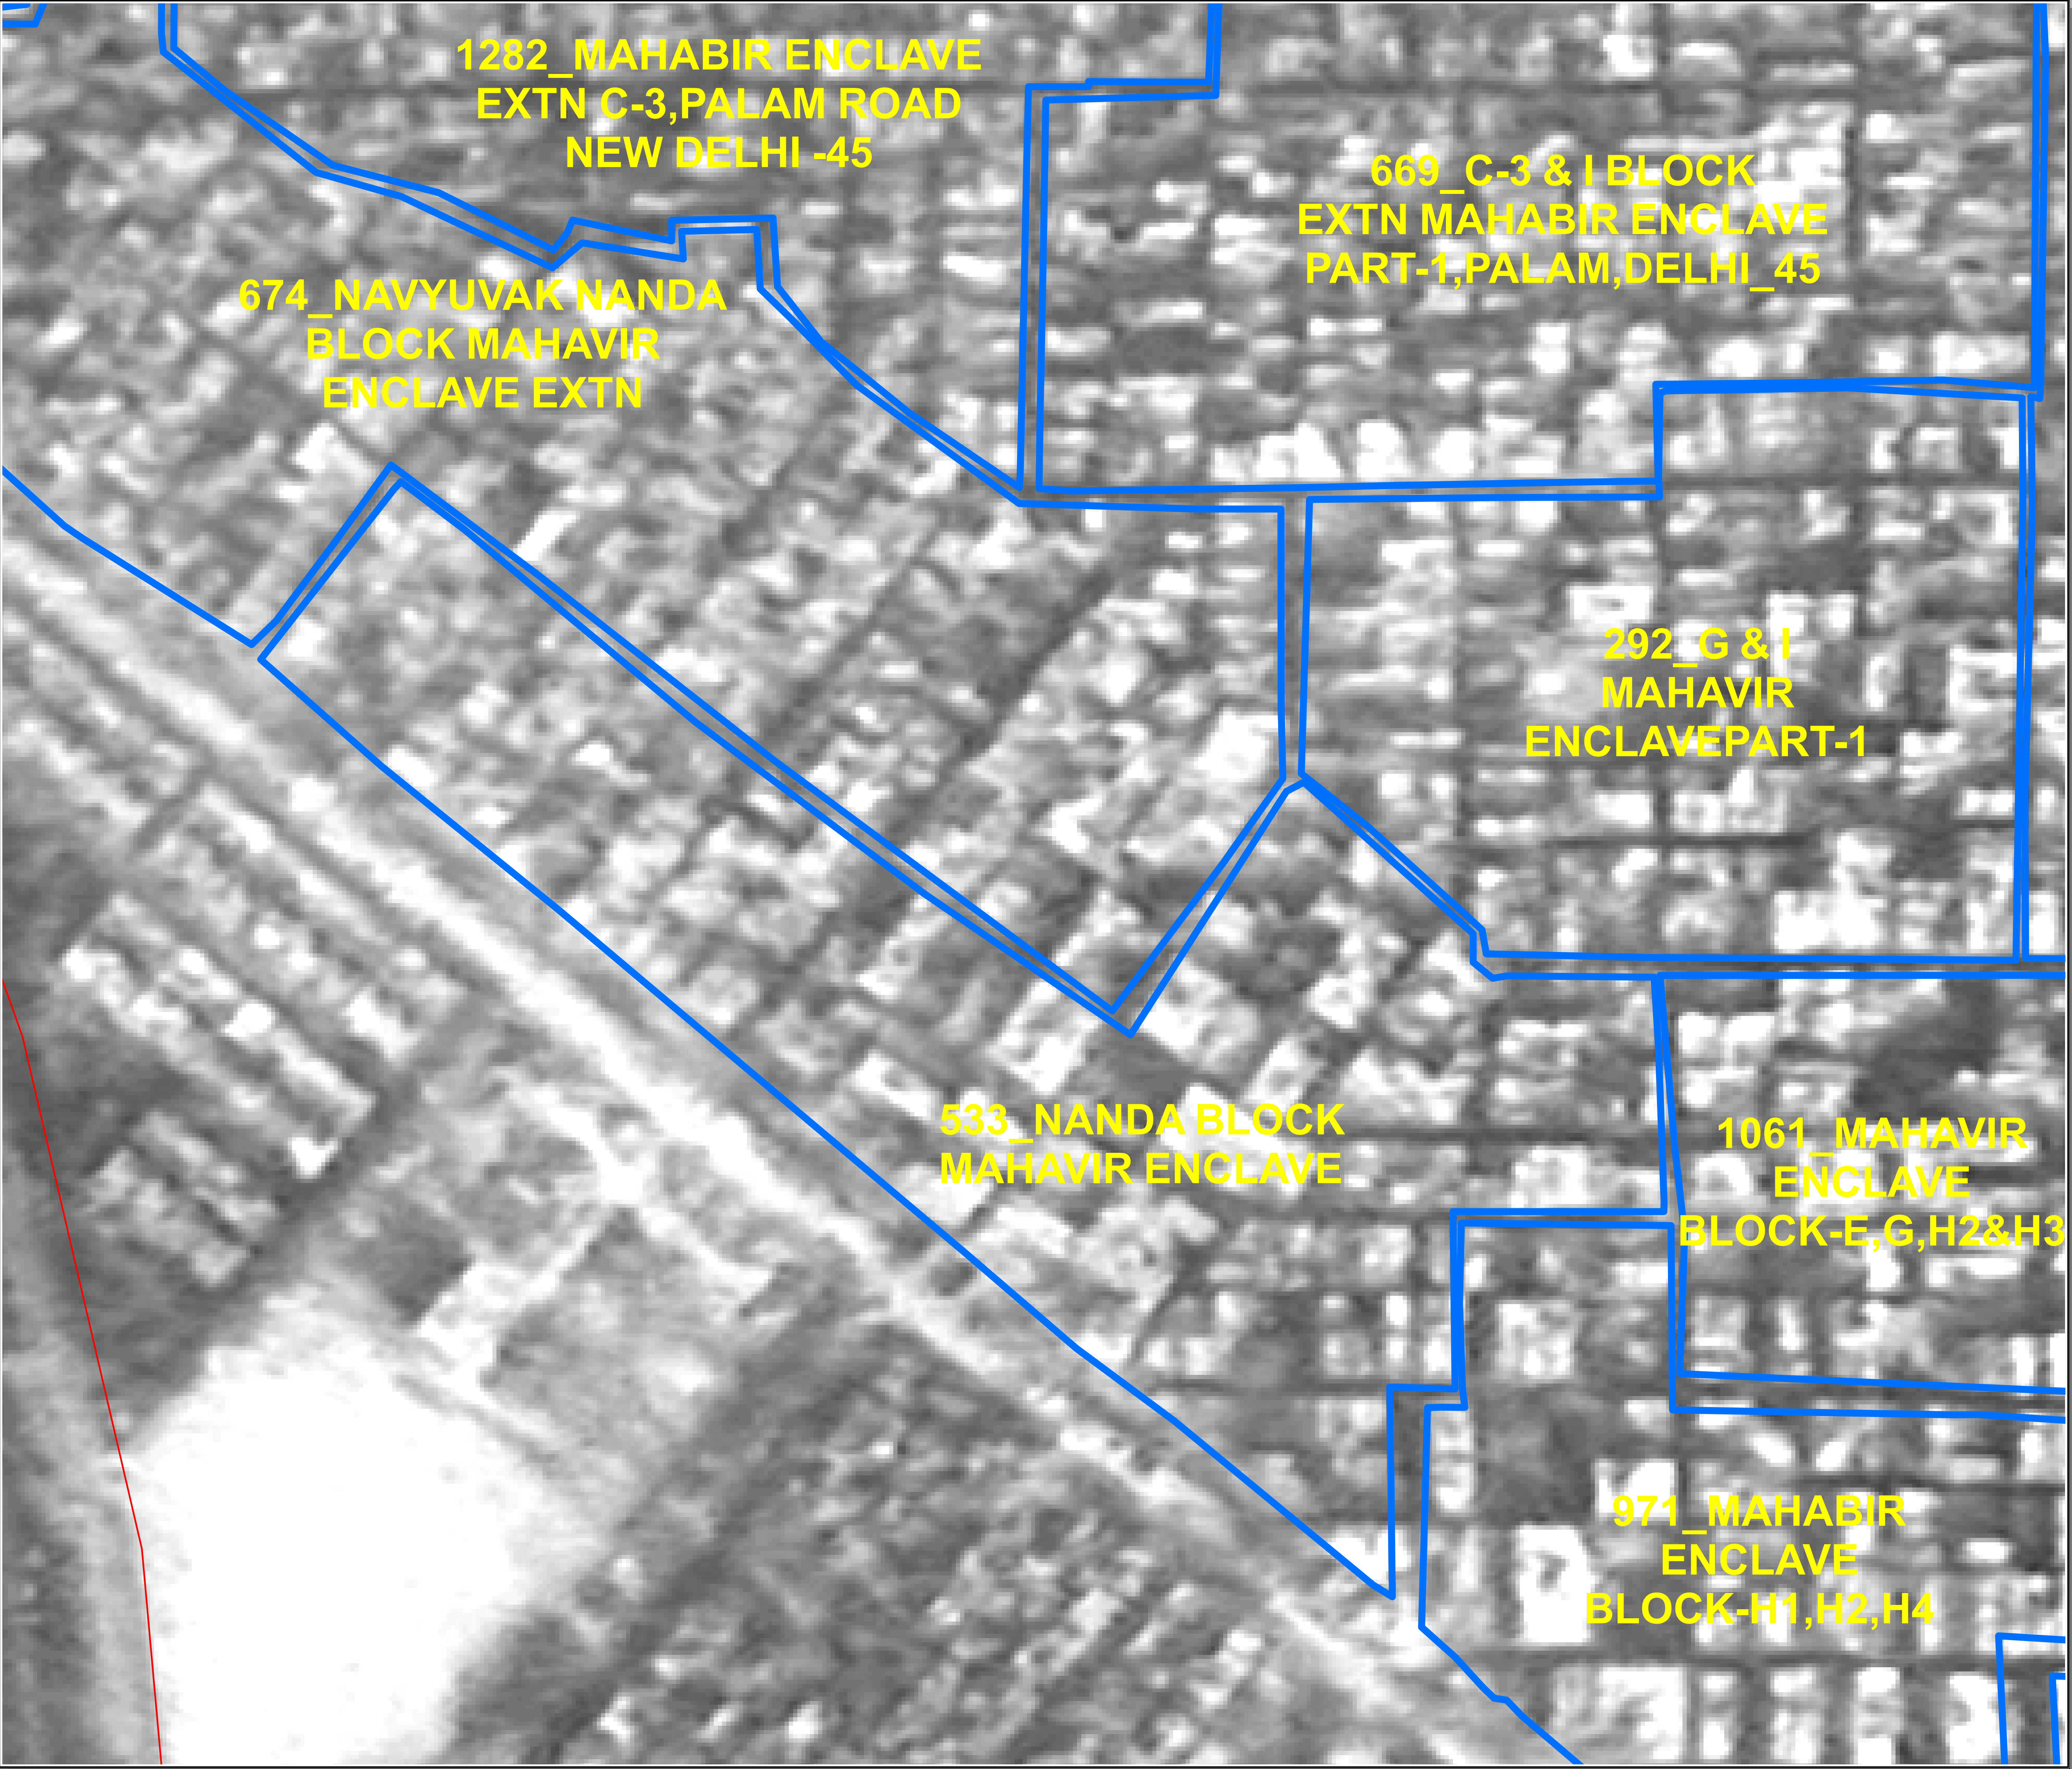 1282_MAHABIR ENCLAVE
EXTN C-3,PALAM ROAD
NEW DELHI -45
669_C-3 & I BLOCK
EXTN MAHABIR ENCLAVE
PART-1,PALAM,DELHI_45
674_NAVYUVAK NANDA
BLOCK MAHAVIR
ENCLAVE EXTN
292_G & I
MAHAVIR
ENCLAVEPART-1
533_NANDA BLOCK
MAHAVIR ENCLAVE
1061_MAHAVIR
ENCLAVE
BLOCK-E,G,H2&H3
971_MAHABIR
ENCLAVE
BLOCK-H1,H2,H4